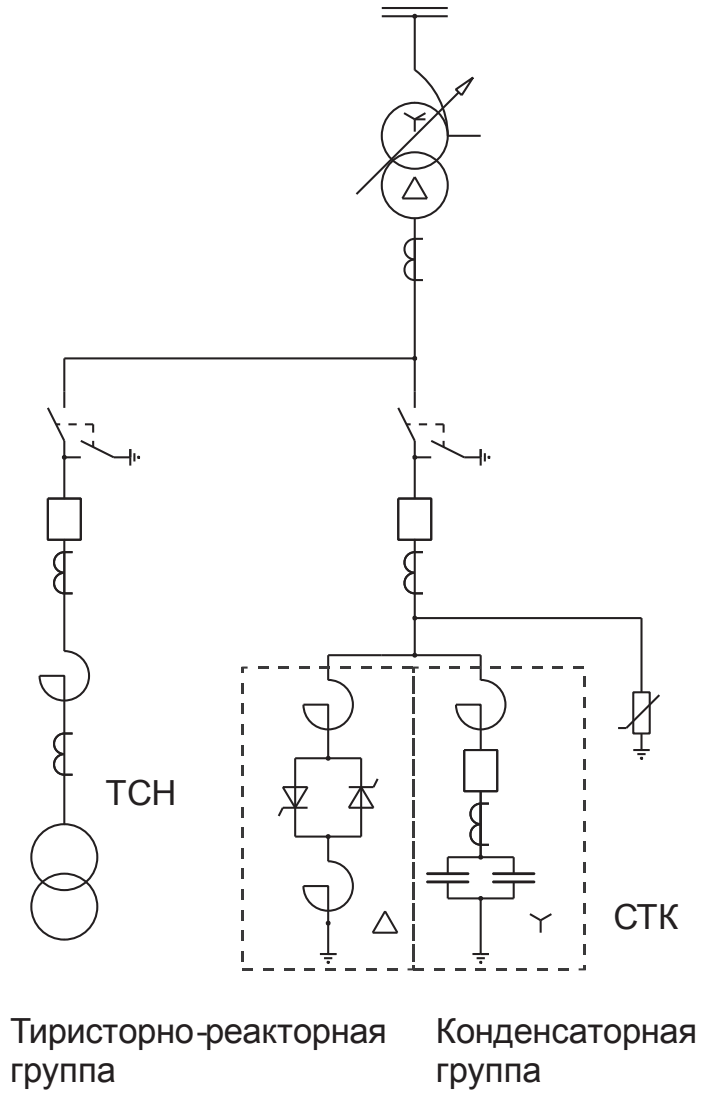 ТСН
СТК
Тиристорно-реакторная
группа
Конденсаторная
группа